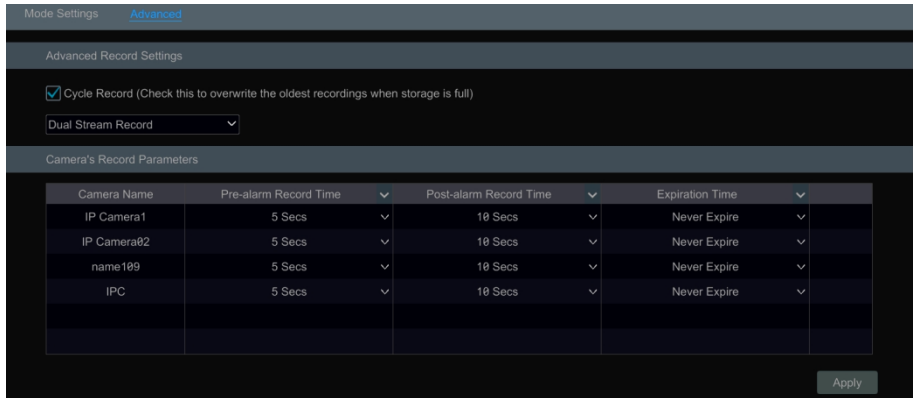 Mode Settings Advanced
Advanced Record Settings
Cycle Record (Check this to overwrite the oldest recordings when storage is full)
Dual Stream Record
Camera's Record Parameters
Camera Name Pre-alarm Record Time Post-alarm Record Time Expiration Time
IP Camera1 5 Secs 10 Secs Never Expire
IP Camera02 5 Secs 10 Secs Never Expire
name109 5 Secs 10 Secs Never Expire
IPC 5 Secs 10 Secs Never Expire
Apply